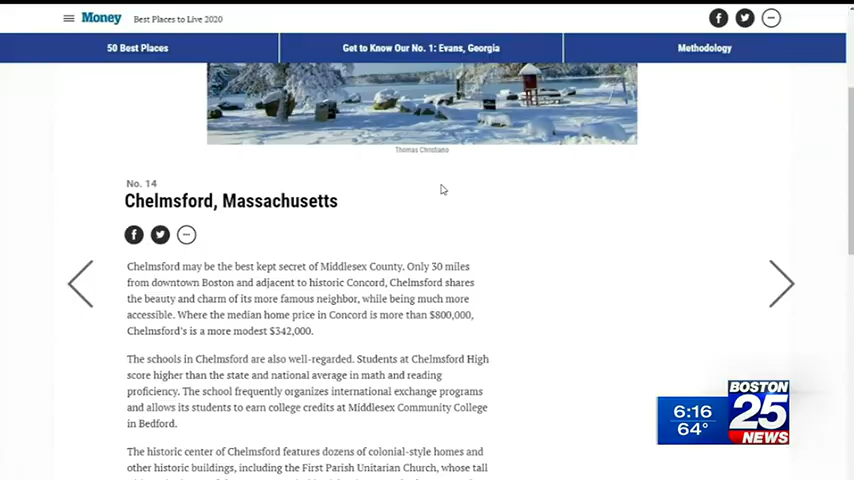 Money Best Places to Live 2020
50 Best Places Get to Know Our No. 1: Evans, Georgia Methodology
Thomas Christiano
No. 14
Chelmsford, Massachusetts
Chelmsford may be the best kept secret of Middlesex County. Only 30 miles
from downtown Boston and adjacent to historic Concord, Chelmsford shares
the beauty and charm of its more famous neighbor, while being much more
accessible. Where the median home price in Concord is more than $800,000,
Chelmsford's is a more modest $342,000.
The schools in Chelmsford are also well-regarded. Students at Chelmsford High
score higher than the state and national average in math and reading
proficiency. The school frequently organizes international exchange programs
and allows its students to earn college credits at Middlesex Community College
in Bedford.
The historic center of Chelmsford features dozens of colonial-style homes and
other historic buildings, including the First Parish Unitarian Church, whose tall
6:16
64°
BOSTON
25
NEWS